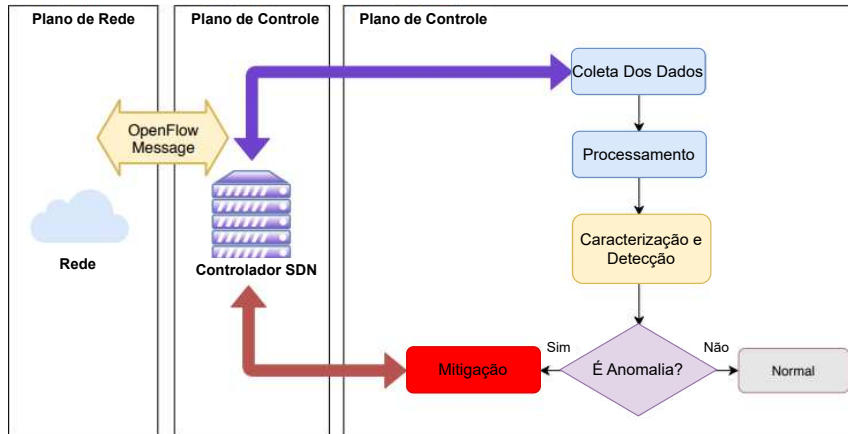 Plano de Rede
Plano de Controle
Plano de Controle
OpenFlow
Message
Rede
Controlador SDN
Coleta Dos Dados
Processamento
Caracterização e
Detecção
É Anomalia?
Sim
Não
Mitigação
Normal